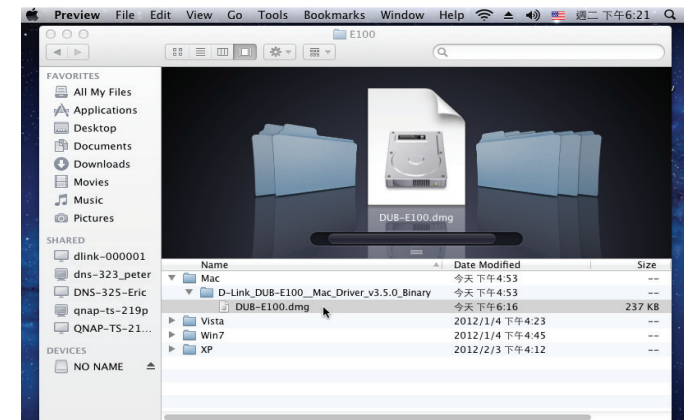 Preview File Edit View Go Tools Bookmarks Window Help 週二下午6:21
E100
FAVORITES
All My Files
Applications
Desktop
Documents
Downloads
Movies
Music
Pictures
SHARED
dlink-000001
dns-323_peter
DNS-325-Eric
qnap-ts-219p
QNAP-TS-21...
DEVICES
NO NAME
DUB-E100.dmg
Name Date Modified Size
Mac 今天下午4:53 --
D-Link_DUB-E100__Mac_Driver_v3.5.0_Binary 今天下午4:53 --
DUB-E100.dmg 今天下午6:16 237 KB
Vista 2012/1/4 下午4:23 --
Win7 2012/1/4 下午4:45 --
XP 2012/2/3 下午4:12 --